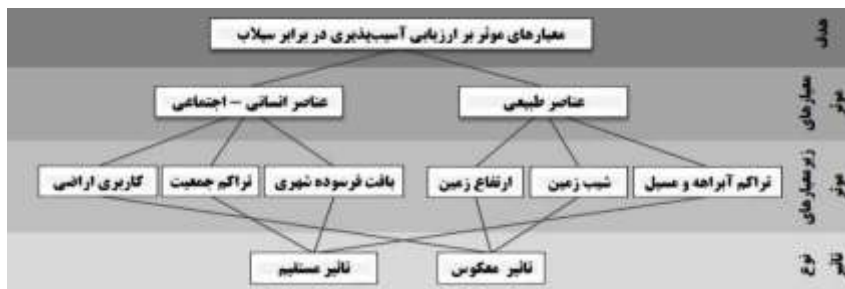 معیارهای موثر بر ارزیابی آسیب‌پذیری در برابر سیلاب
هدف
عناصر طبیعی
عناصر انسانی – اجتماعی
معیارهای موثر
تراکم آبراهه و مسیل
شیب زمین
ارتفاع زمین
بافت فرسوده شهری
تراکم جمعیت
کاربری اراضی
زیرمعیارهای موثر
تاثیر معکوس
تاثیر مستقیم
نوع تاثیر